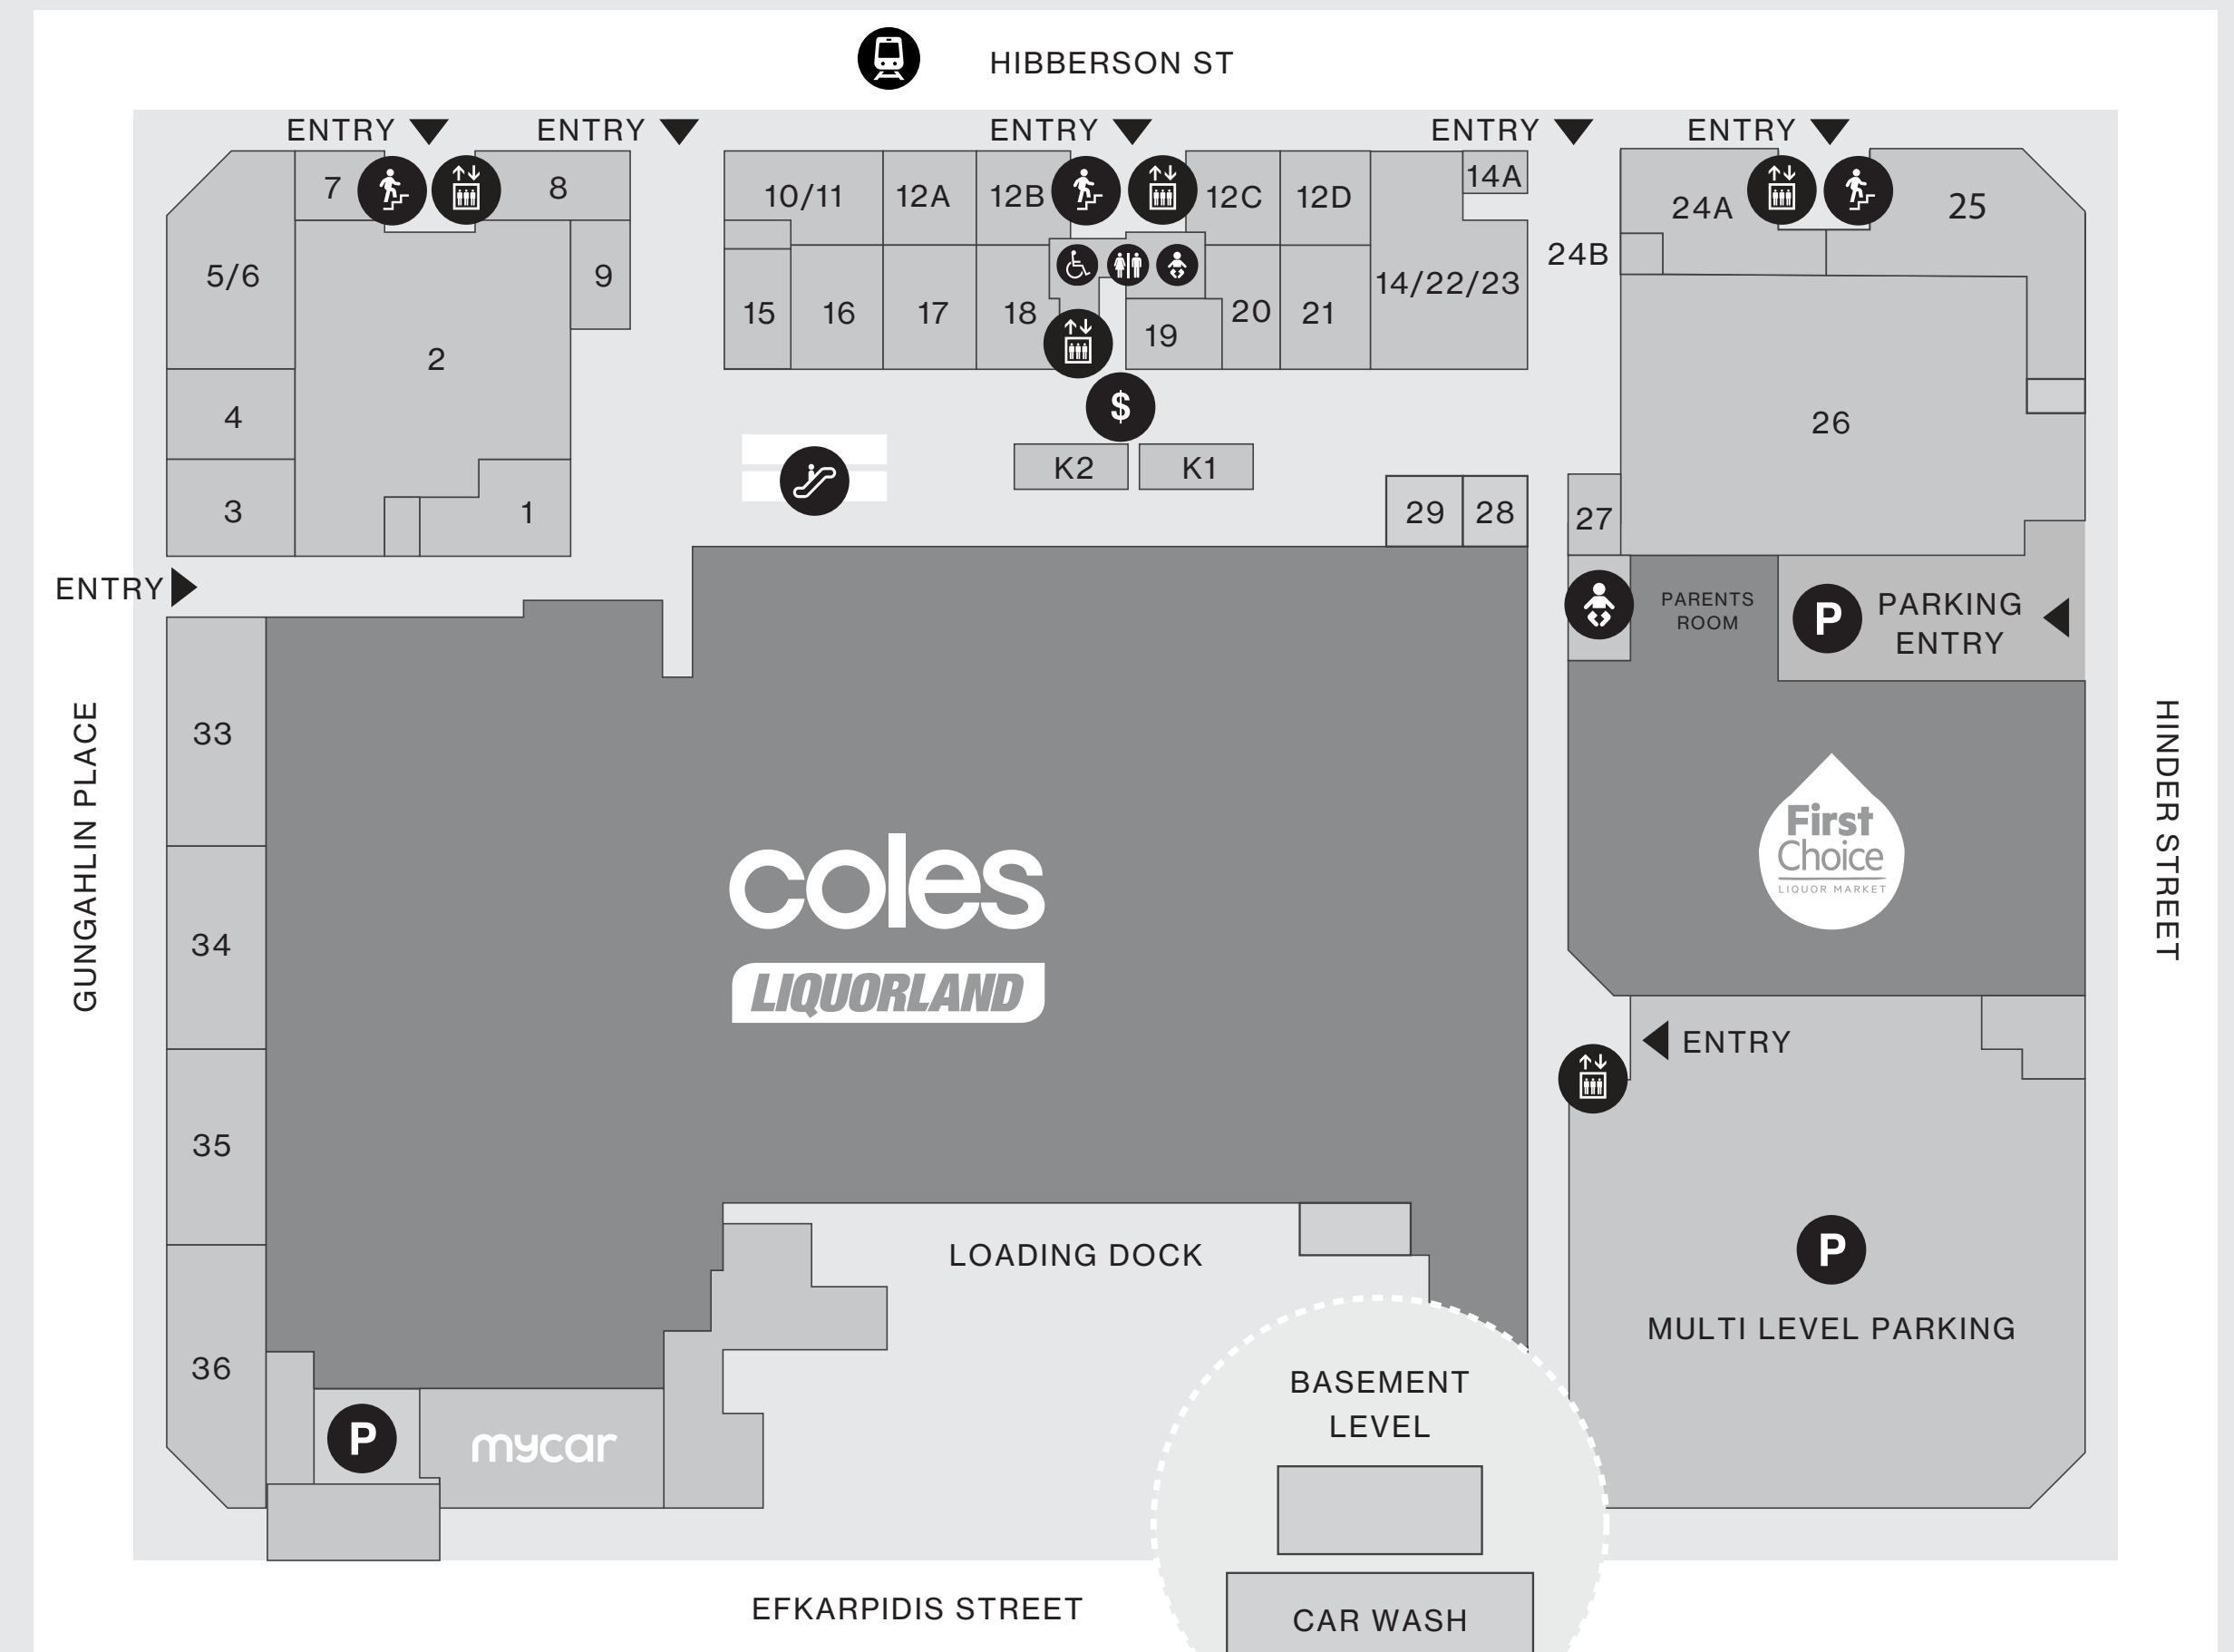 HIBBERSON ST
ENTRY
ENTRY
ENTRY
ENTRY
ENTRY
7
8
10/11
12A
12B
12C
12D
14A
24A
25
5/6
9
15
16
17
18
19
20
21
14/22/23
24B
2
4
3
1
$
K2
K1
29
28
27
26
ENTRY
PARENTS
ROOM
P
PARKING
ENTRY
GUNGAHLIN PLACE
33
34
35
36
coles
LIQUORLAND
First
Choice
LIQUOR MARKET
HINDER STREET
ENTRY
LOADING DOCK
P
MULTI LEVEL PARKING
P
mycar
BASEMENT
LEVEL
EFKARPIDIS STREET
CAR WASH